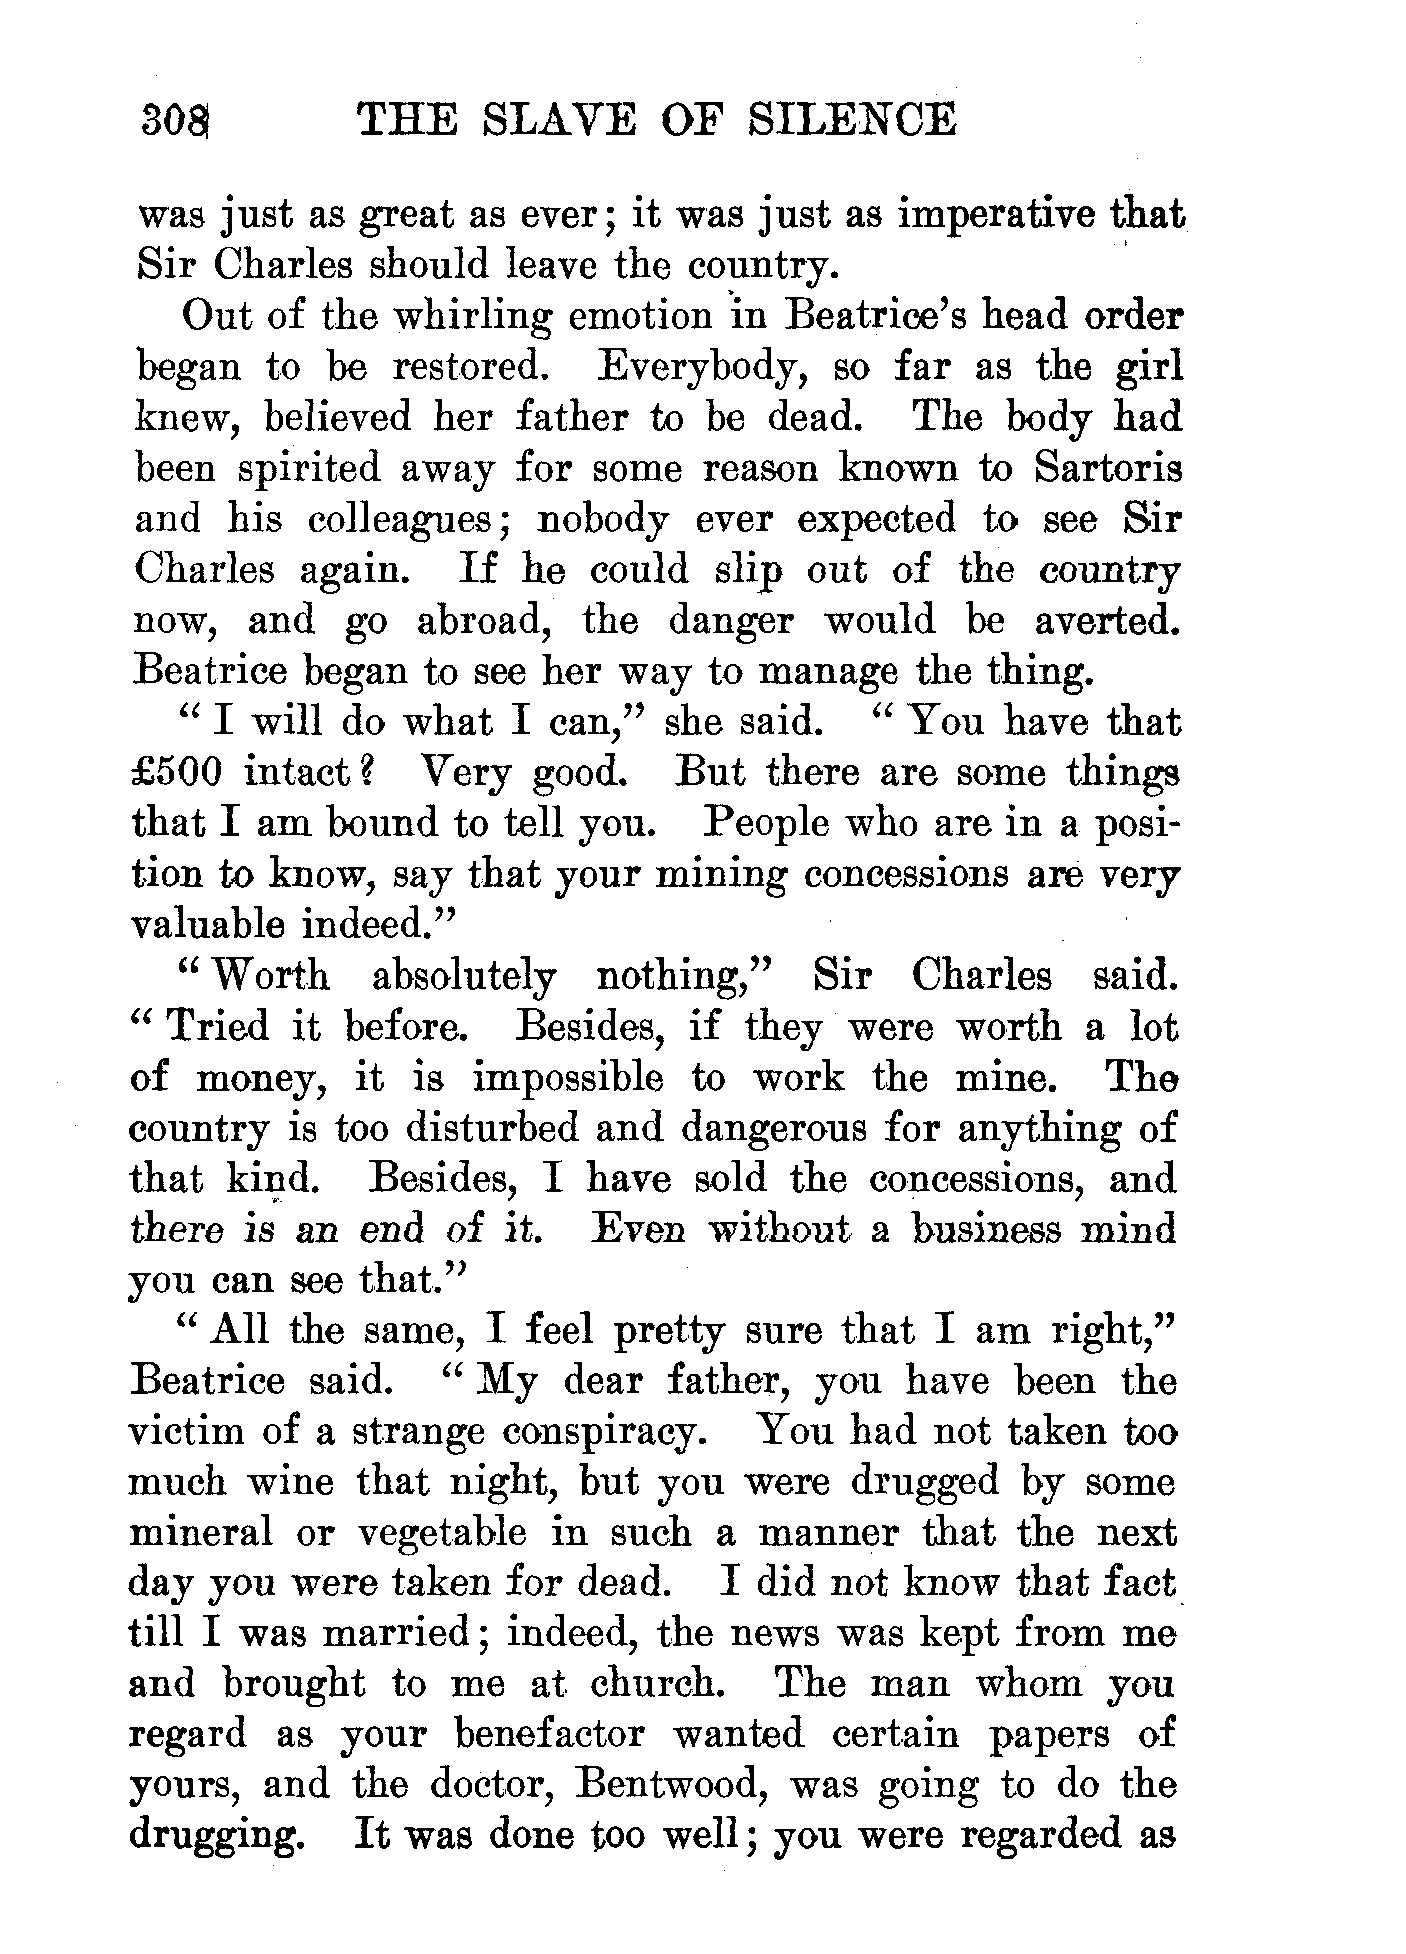 308 THE SLAVE OF SILENCE
was just as great as ever; it was just as imperative that
Sir Charles should leave the country.
Out of the whirling emotion in Beatrice's head order
began to be restored. Everybody, so far as the girl
knew, believed her father to be dead. The body had
been spirited away for some reason known to Sartoris
and his colleagues; nobody ever expected to see Sir
Charles again. If he could slip out of the country
now, and go abroad, the danger would be averted.
Beatrice began to see her way to manage the thing.
“ I will do what I can,” she said. “ You have that
£500 intact? Very good. But there are some things
that I am bound to tell you. People who are in a posi-
tion to know, say that your mining concessions are very
valuable indeed.”
“ Worth absolutely nothing,” Sir Charles said.
“ Tried it before. Besides, if they were worth a lot
of money, it is impossible to work the mine. The
country is too disturbed and dangerous for anything of
that kind. Besides, I have sold the concessions, and
there is an end of it. Even without a business mind
you can see that.”
“ All the same, I feel pretty sure that I am right,”
Beatrice said. “ My dear father, you have been the
victim of a strange conspiracy. You had not taken too
much wine that night, but you were drugged by some
mineral or vegetable in such a manner that the next
day you were taken for dead. I did not know that fact
till I was married; indeed, the news was kept from me
and brought to me at church. The man whom you
regard as your benefactor wanted certain papers of
yours, and the doctor, Bentwood, was going to do the
drugging. It was done too well; you were regarded as